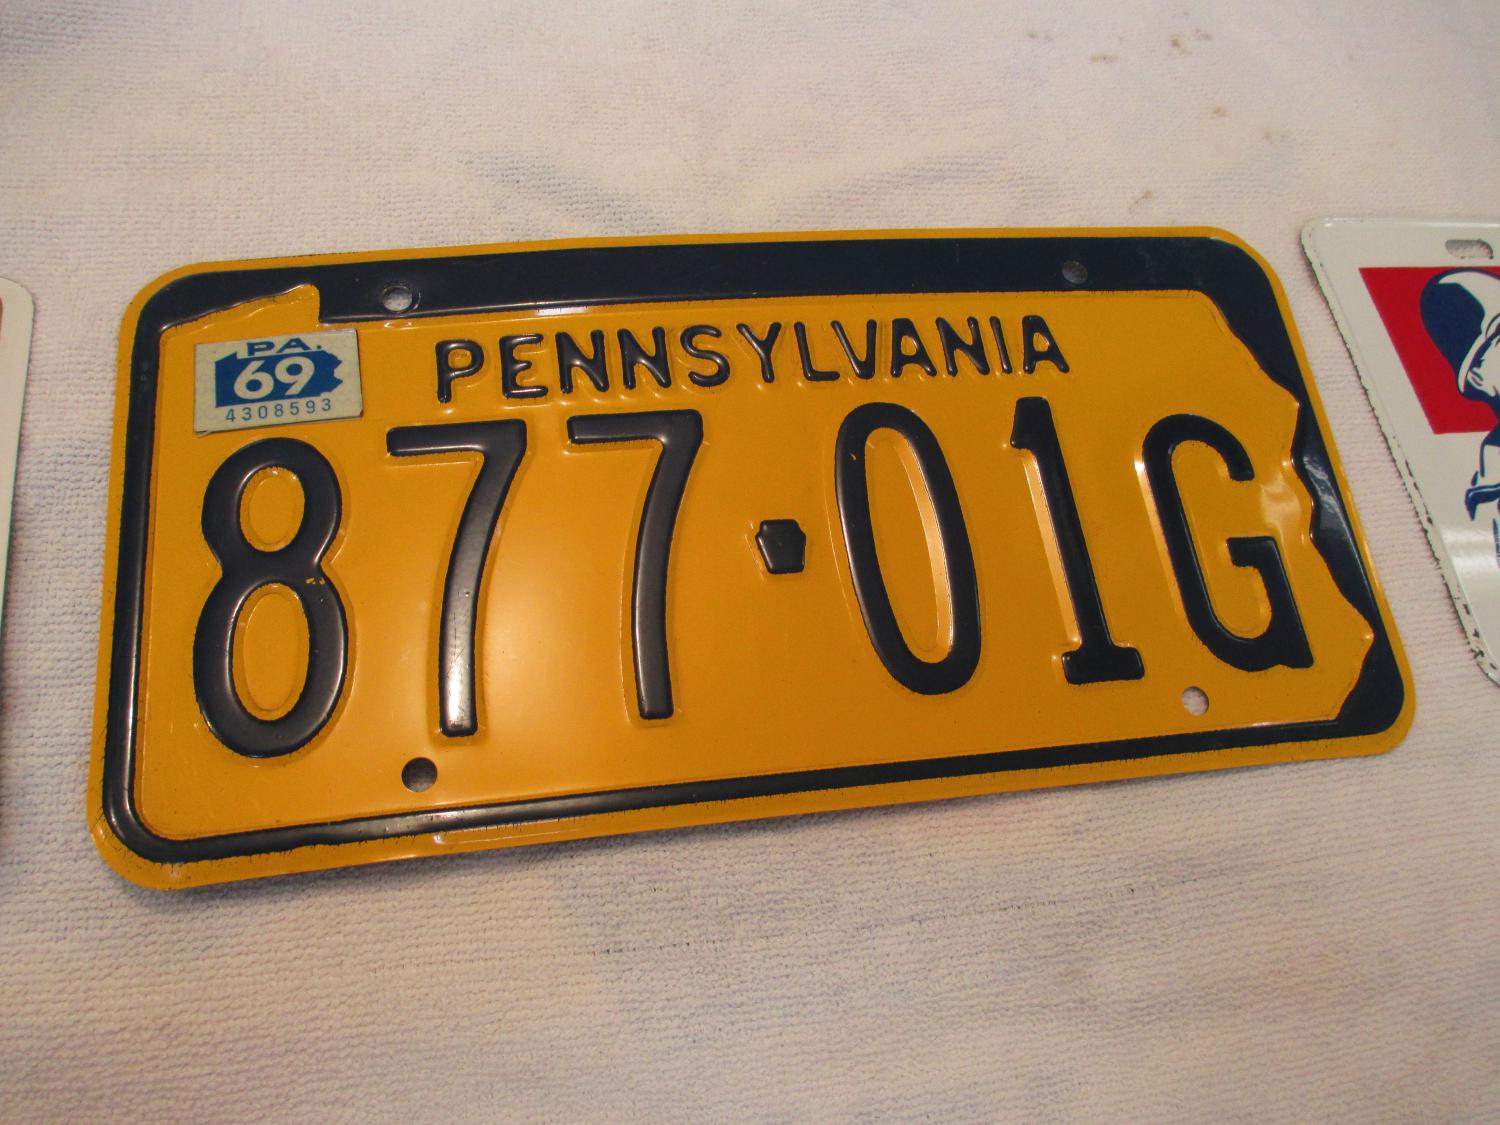 PENNSYLVANIA
PA.
69
4308593
877·01G